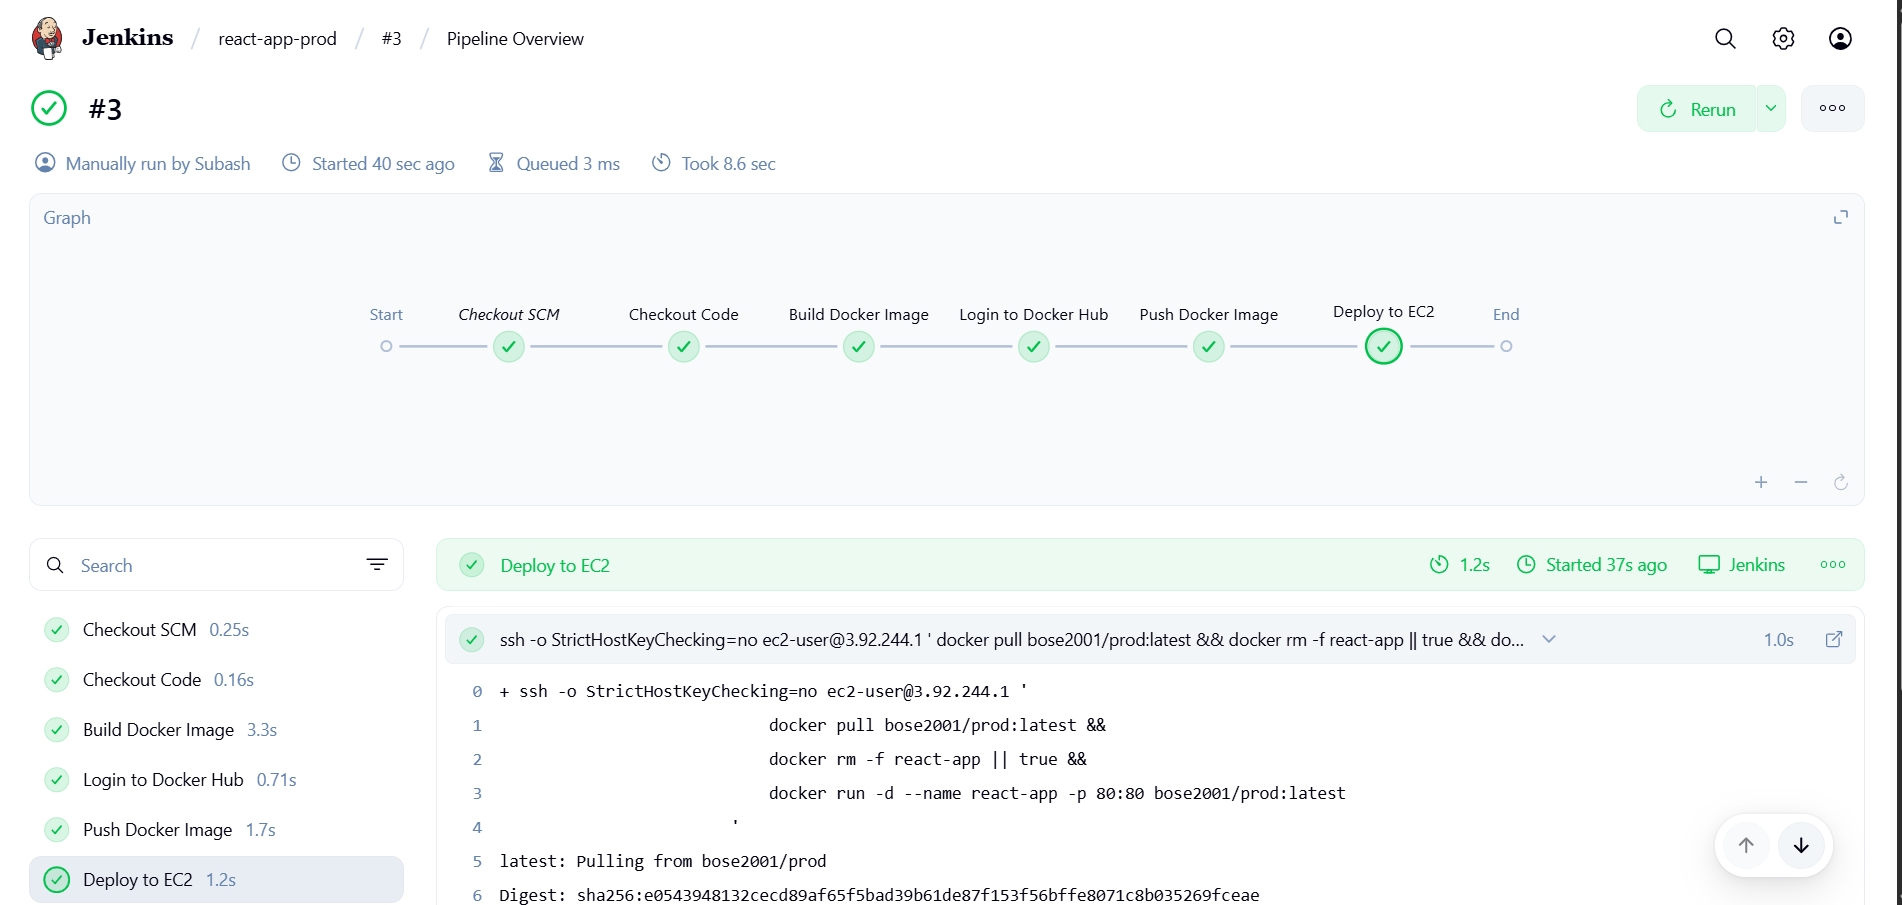 Jenkins / react-app-prod / #3 / Pipeline Overview
#3
Rerun
Manually run by Subash Started 40 sec ago Queued 3 ms Took 8.6 sec
Graph
Start Checkout SCM Checkout Code Build Docker Image Login to Docker Hub Push Docker Image Deploy to EC2 End
Search
Checkout SCM 0.25s
Checkout Code 0.16s
Build Docker Image 3.3s
Login to Docker Hub 0.71s
Push Docker Image 1.7s
Deploy to EC2 1.2s
Deploy to EC2 1.2s Started 37s ago Jenkins
ssh -o StrictHostKeyChecking=no ec2-user@3.92.244.1 ' docker pull bose2001/prod:latest && docker rm -f react-app || true && do... 1.0s
0 + ssh -o StrictHostKeyChecking=no ec2-user@3.92.244.1 '
1 docker pull bose2001/prod:latest &&
2 docker rm -f react-app || true &&
3 docker run -d --name react-app -p 80:80 bose2001/prod:latest
4 '
5 latest: Pulling from bose2001/prod
6 Digest: sha256:e0543948132cecd89af65f5bad39b61de87f153f56bffe8071c8b035269fceae